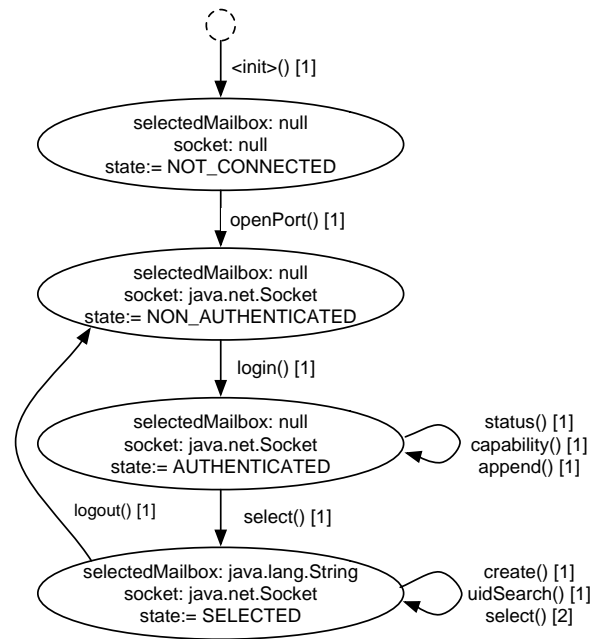 <init>() [1]
selectedMailbox: null
socket: null
state:= NOT_CONNECTED
openPort() [1]
selectedMailbox: null
socket: java.net.Socket
state:= NON_AUTHENTICATED
login() [1]
selectedMailbox: null
socket: java.net.Socket
state:= AUTHENTICATED
status() [1]
capability() [1]
append() [1]
logout() [1]
select() [1]
selectedMailbox: java.lang.String
socket: java.net.Socket
state:= SELECTED
create() [1]
uidSearch() [1]
select() [2]